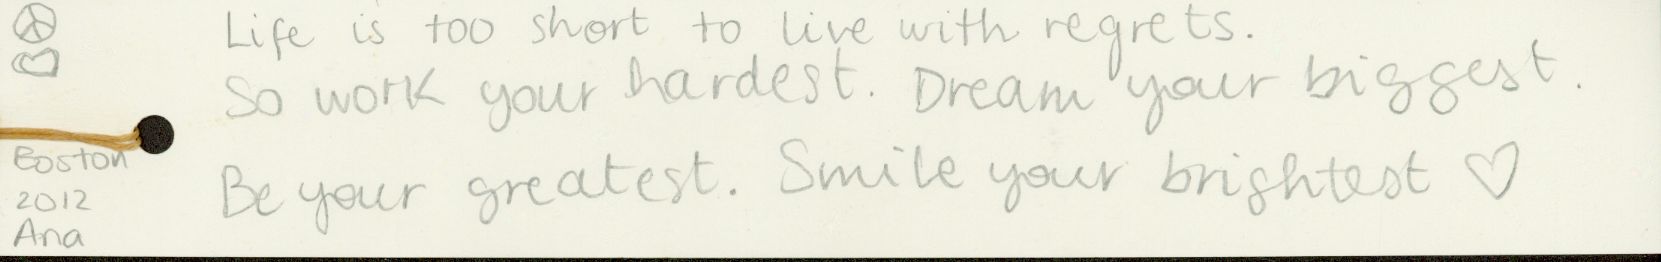 Life is too short to live with regrets.
So work your hardest. Dream your biggest.
Be your greatest. Smile your brightest ♡
Boston
2012
Ana